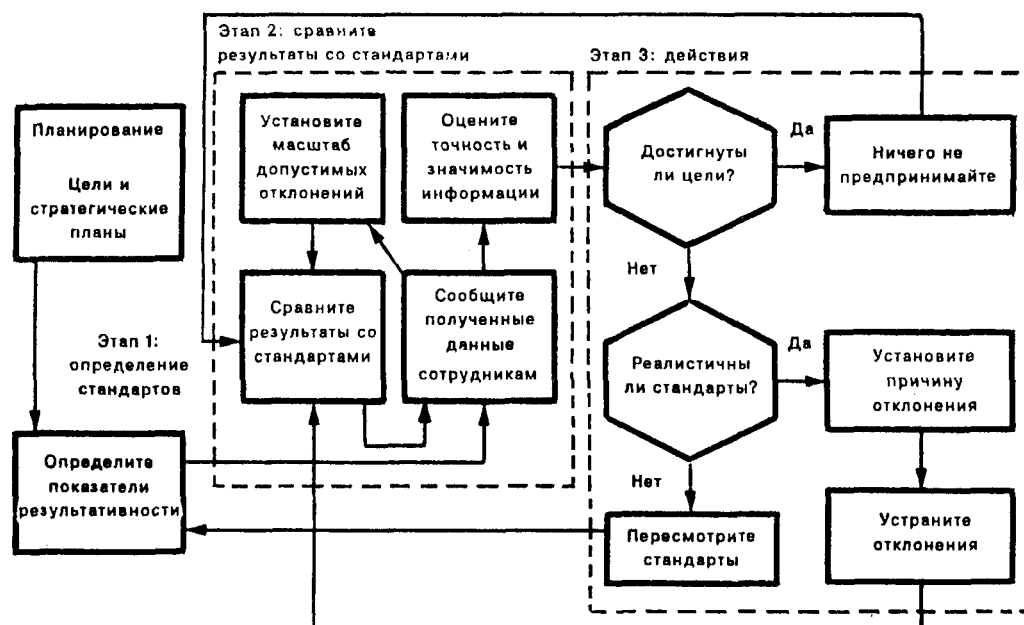 Этап 2: сравните
результаты со стандартами
Этап 3: действия
Планирование
Цели и
стратегические
планы
Установите
масштаб
допустимых
отклонений
Оцените
точность и
значимость
информации
Достигнуты
ли цели?
Да
Ничего не
предпринимайте
Нет
Этап 1:
определение
стандартов
Сравните
результаты со
стандартами
Сообщите
полученные
данные
сотрудникам
Реалистичны
ли стандарты?
Да
Установите
причину
отклонения
Нет
Определите
показатели
результативности
Пересмотрите
стандарты
Устраните
отклонения